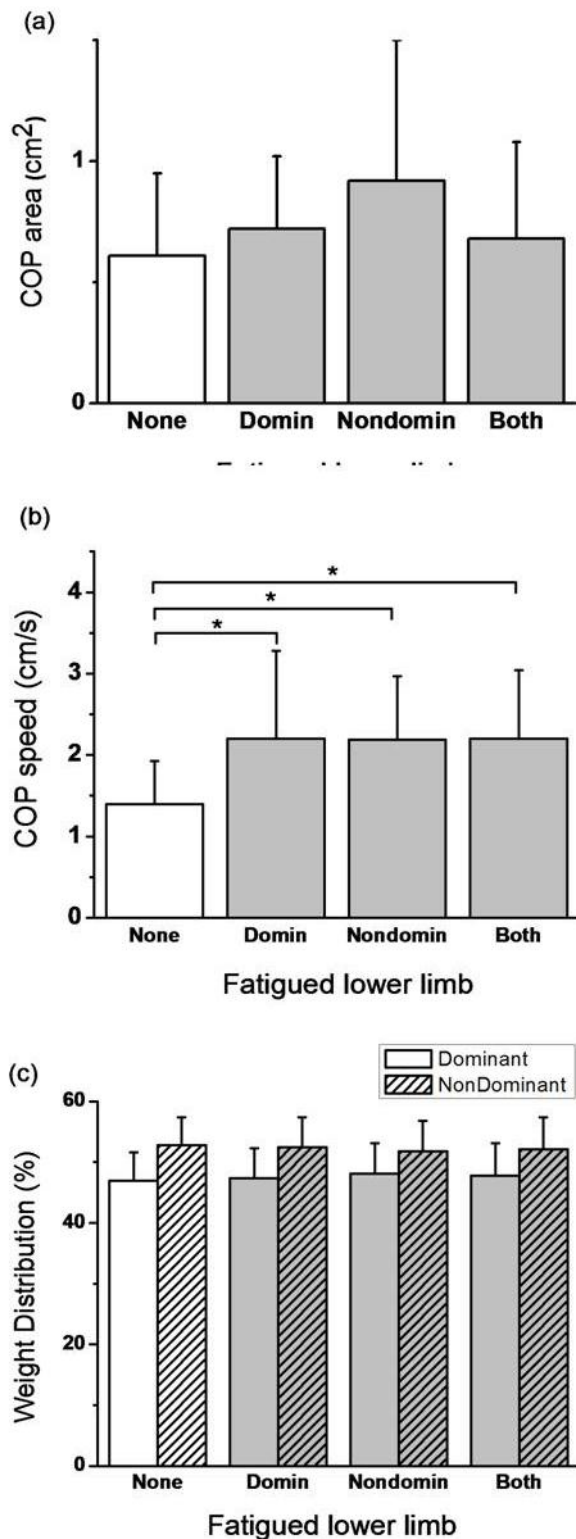 (a)
COP area (cm²)
1
0
None Domin Nondomin Both
(b)
COP speed (cm/s)
4
3
2
1
0
*
*
*
None Domin Nondomin Both
Fatigued lower limb
(c)
Dominant
NonDominant
Weight Distribution (%)
60
40
20
0
None Domin Nondomin Both
Fatigued lower limb